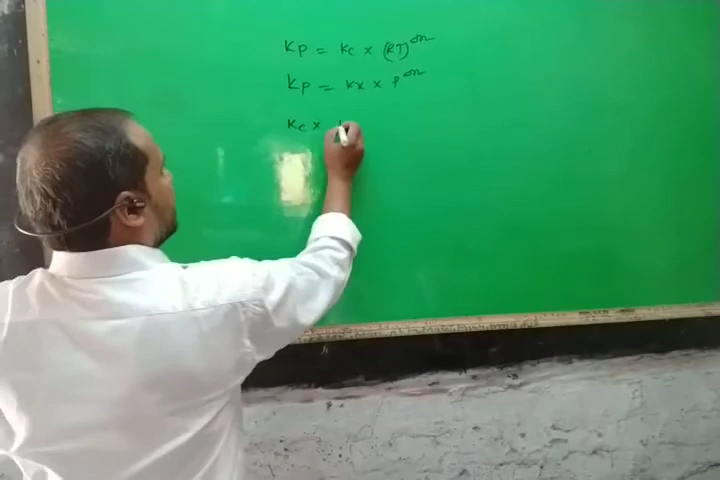 Kp = Kc × (RT)^Δn
Kp = Kx × P^Δn
Kc ×